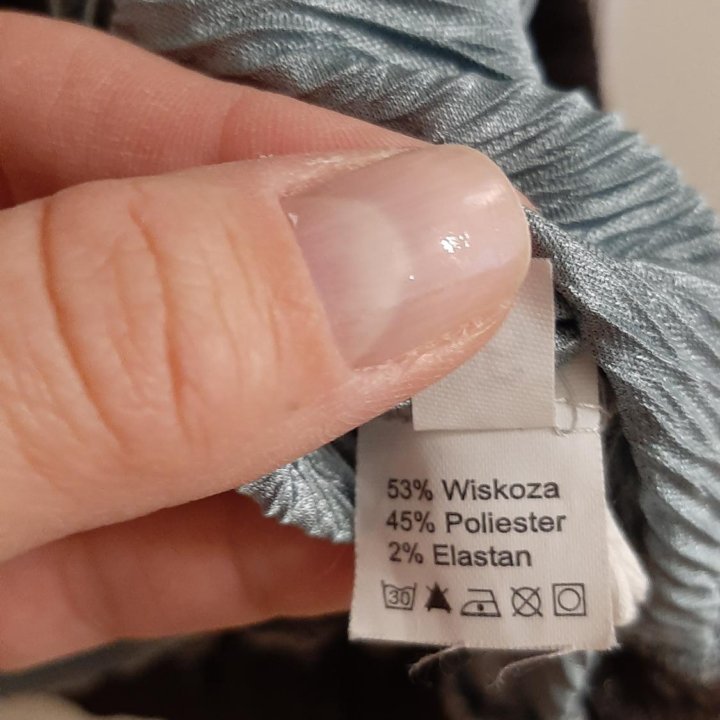 53% Wiskoza
45% Poliester
2% Elastan
30